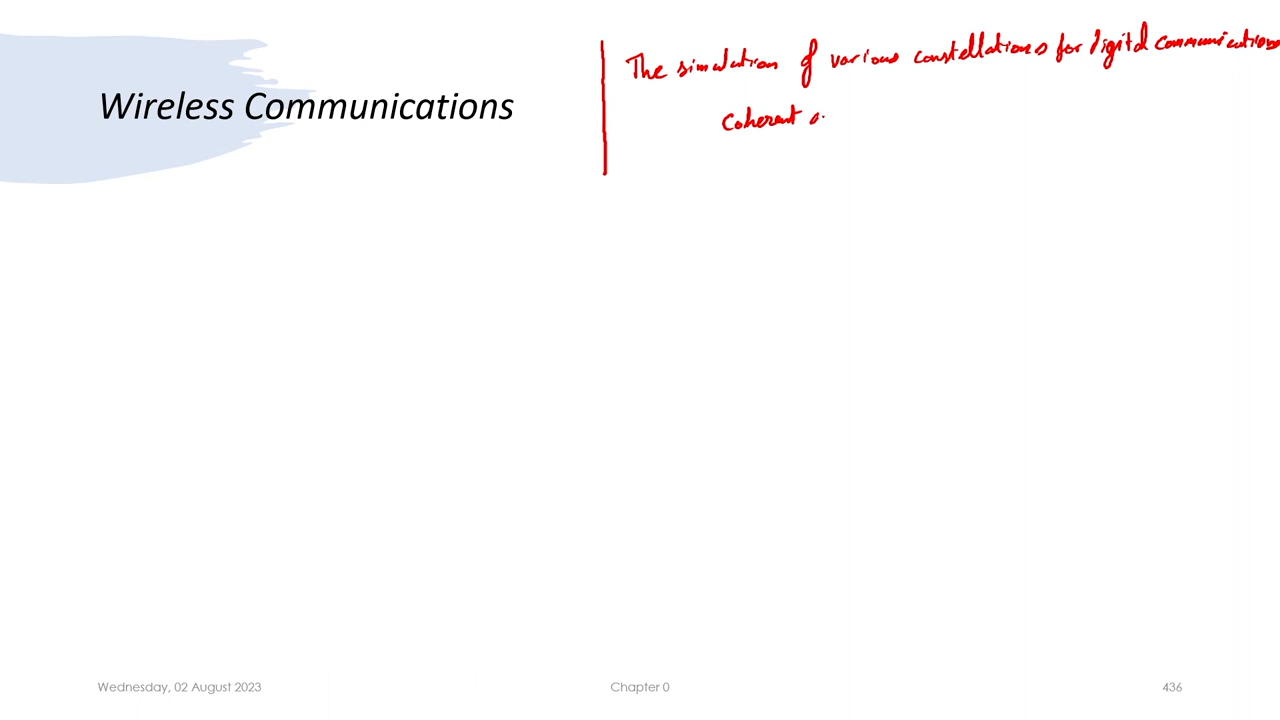 The simulation of various constellations for digital communications
Wireless Communications
Coherent
Wednesday, 02 August 2023
Chapter 0
436